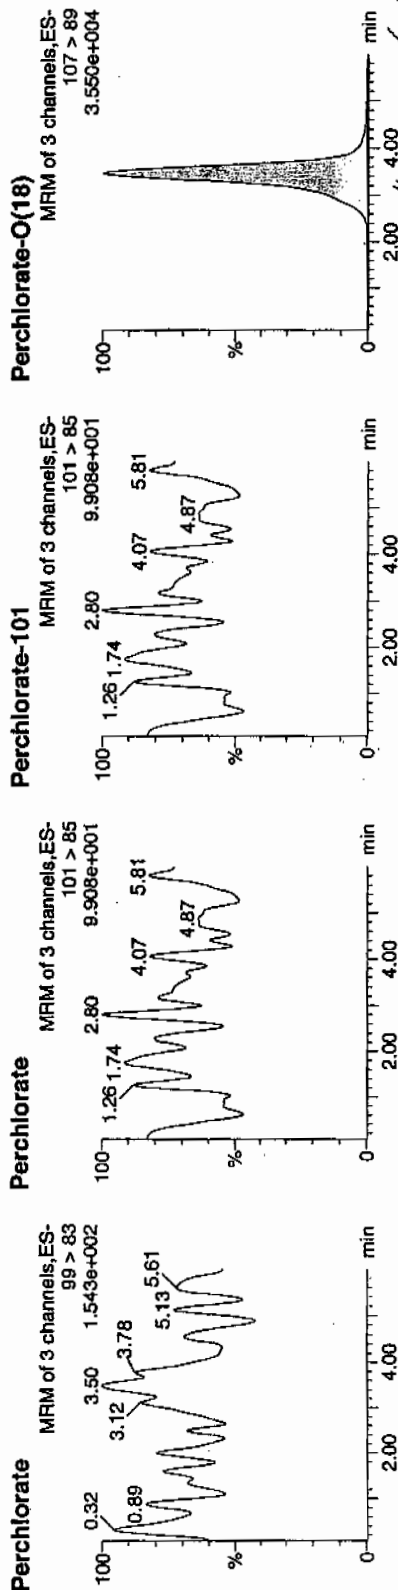 Perchlorate
MRM of 3 channels,ES-
99 > 83
1.543e+002
100
%
0
0.32
0.89
3.12
3.50
3.78
5.13
5.61
2.00
4.00
min
Perchlorate
MRM of 3 channels,ES-
101 > 85
9.908e+001
100
%
0
1.26
1.74
2.80
4.07
4.87
5.81
2.00
4.00
min
Perchlorate-101
MRM of 3 channels,ES-
101 > 85
9.908e+001
100
%
0
1.26
1.74
2.80
4.07
4.87
5.81
2.00
4.00
min
Perchlorate-O(18)
MRM of 3 channels,ES-
107 > 89
3.550e+004
100
%
0
2.00
4.00
min